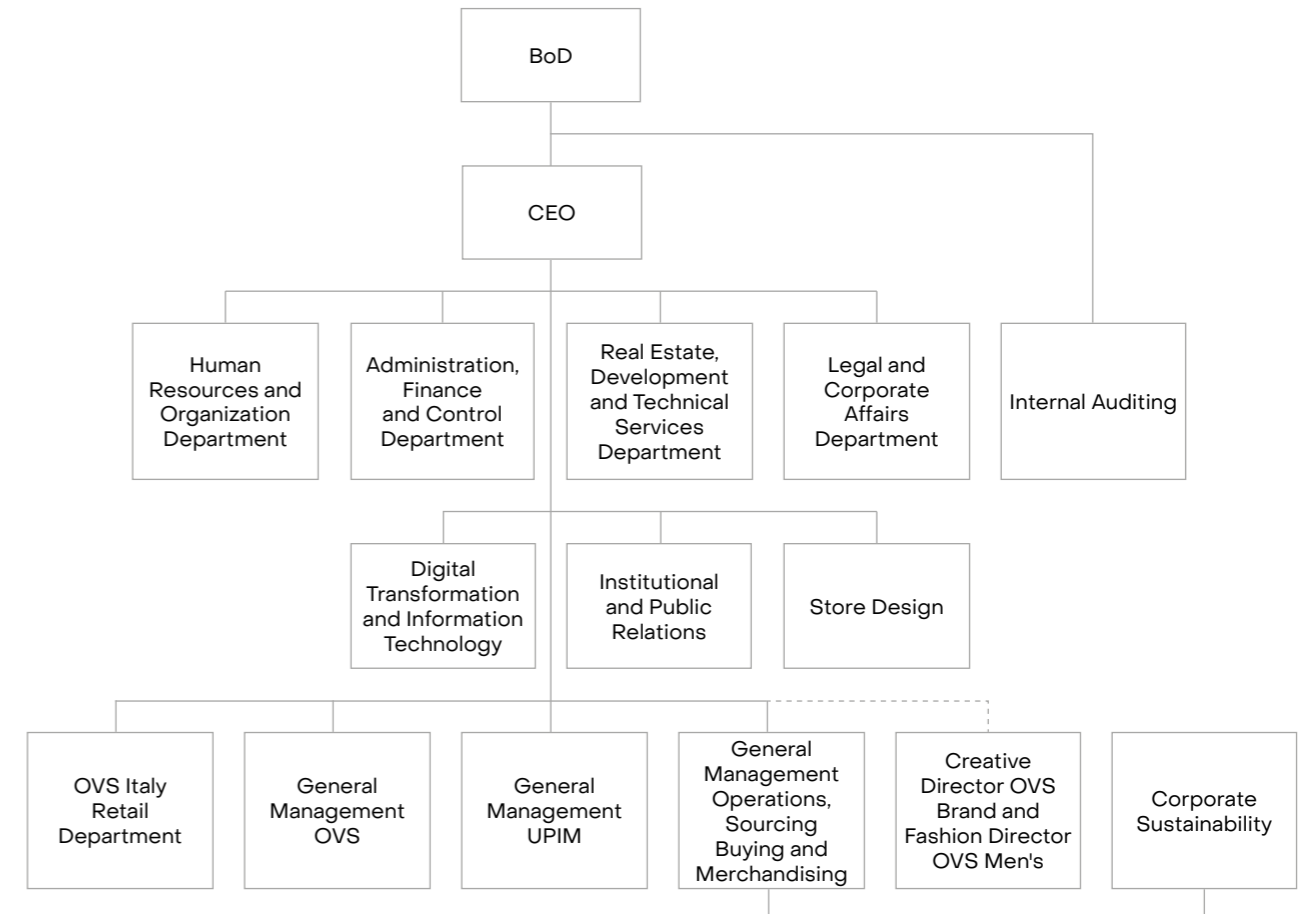 BoD
CEO
Human
Resources and
Organization
Department
Administration,
Finance
and Control
Department
Real Estate,
Development
and Technical
Services
Department
Legal and
Corporate
Affairs
Department
Internal Auditing
Digital
Transformation
and Information
Technology
Institutional
and Public
Relations
Store Design
OVS Italy
Retail
Department
General
Management
OVS
General
Management
UPIM
General
Management
Operations,
Sourcing
Buying and
Merchandising
Creative
Director OVS
Brand and
Fashion Director
OVS Men's
Corporate
Sustainability